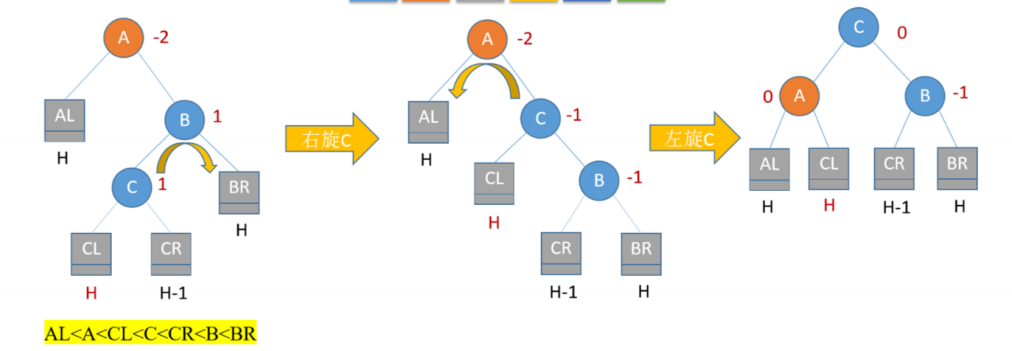 A -2
AL
H
B 1
C 1
BR
H
CL
CR
H
H-1
AL<A<CL<C<CR<B<BR
右旋C
A -2
AL
H
C -1
CL
H
B -1
CR
BR
H-1
H
左旋C
C 0
0 A
B -1
AL
CL
CR
BR
H
H
H-1
H